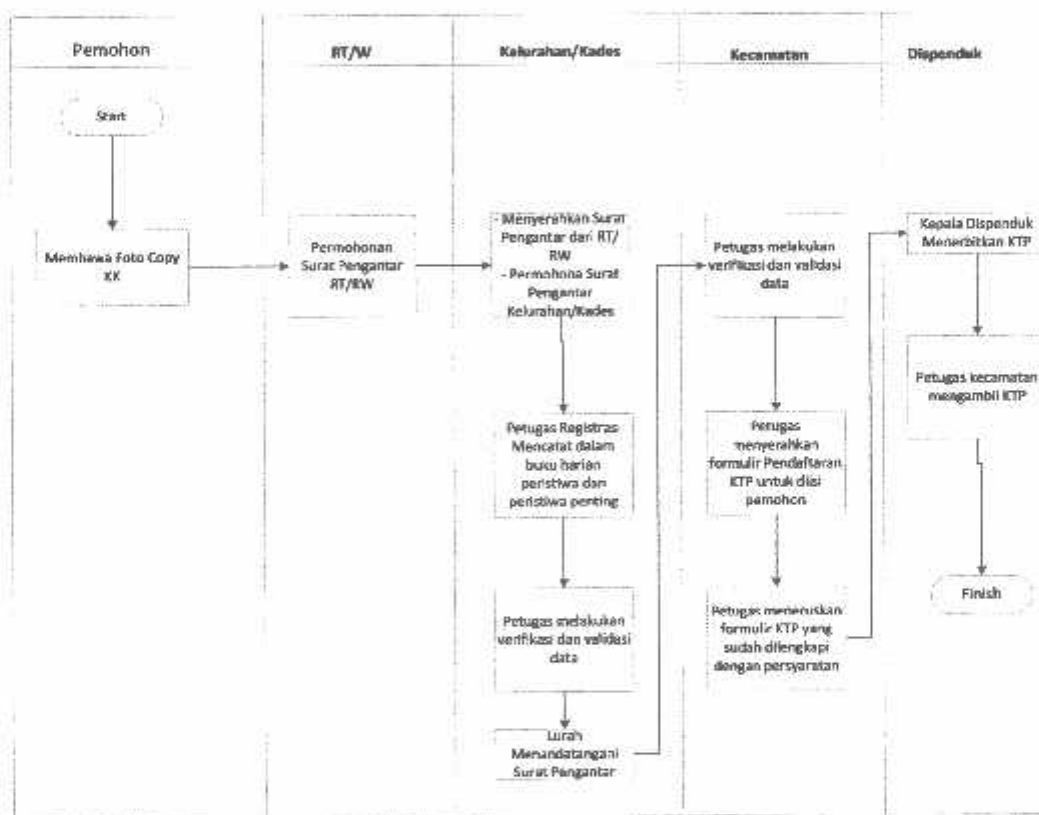 Pemohon
RT/W
Kelurahan/Kades
Kecamatan
Dispenduk
Start
Membawa Foto Copy
KK
Permohonan
Surat Pengantar
RT/RW
- Menyerahkan Surat
Pengantar dari RT/
RW
- Permohona Surat
Pengantar
Kelurahan/Kades
Petugas Registras
Mencatat dalam
buku harian
peristiwa dan
peristiwa penting
Petugas melakukan
verifikasi dan validasi
data
Lurah
Menandatangani
Surat Pengantar
Petugas melakukan
verifikasi dan validasi
data
Petugas
menyerahkan
formulir Pendaftaran
KTP untuk diisi
pemohon
Petugas meneruskan
formulir KTP yang
sudah dilengkapi
dengan persyaratan
Kepala Dispenduk
Menerbitkan KTP
Petugas kecamatan
mengambil KTP
Finish